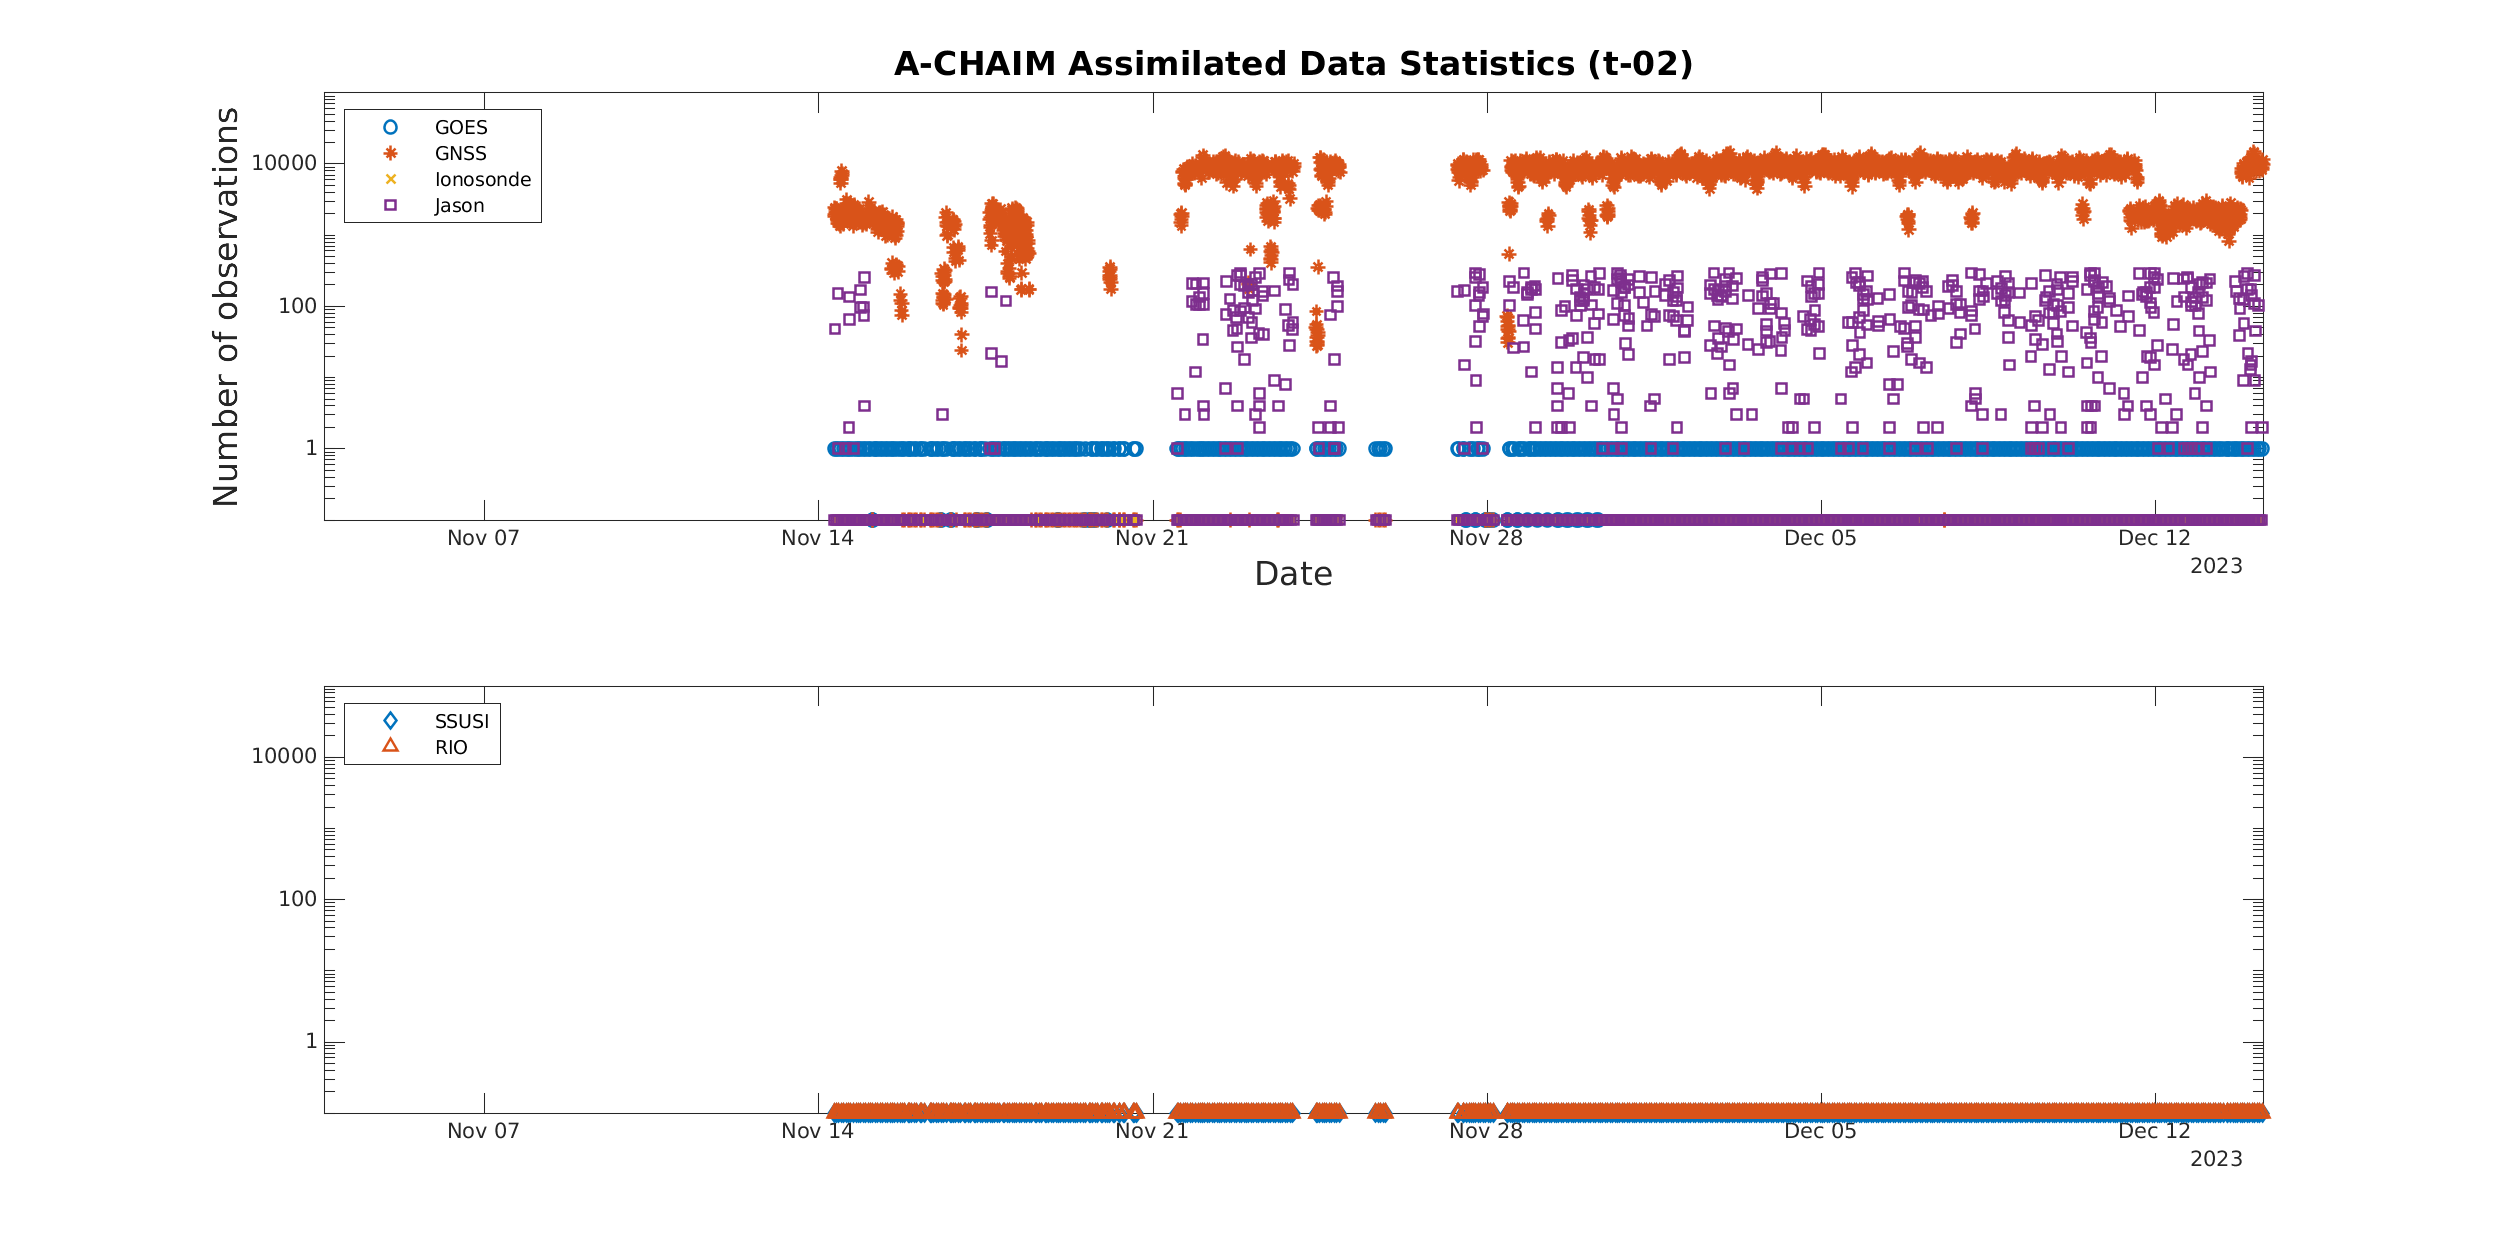 A-CHAIM Assimilated Data Statistics (t-02)
Number of observations
10000
100
1
GOES
GNSS
Ionosonde
Jason
Nov 07
Nov 14
Nov 21
Nov 28
Dec 05
Dec 12
2023
Date
10000
100
1
SSUSI
RIO
Nov 07
Nov 14
Nov 21
Nov 28
Dec 05
Dec 12
2023